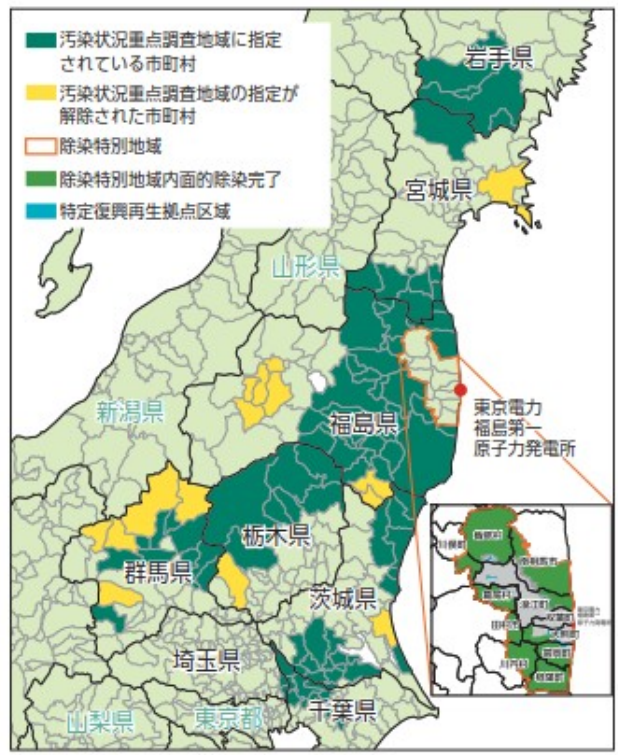 汚染状況重点調査地域に指定
されている市町村
汚染状況重点調査地域の指定が
解除された市町村
除染特別地域
除染特別地域内面的除染完了
特定復興再生拠点区域
岩手県
宮城県
山形県
新潟県
福島県
東京電力
福島第一
原子力発電所
栃木県
群馬県
茨城県
埼玉県
山梨県
東京都
千葉県
川俣町
飯舘村
南相馬市
葛尾村
浪江町
双葉町
田村市
大熊町
富岡町
川内村
楢葉町